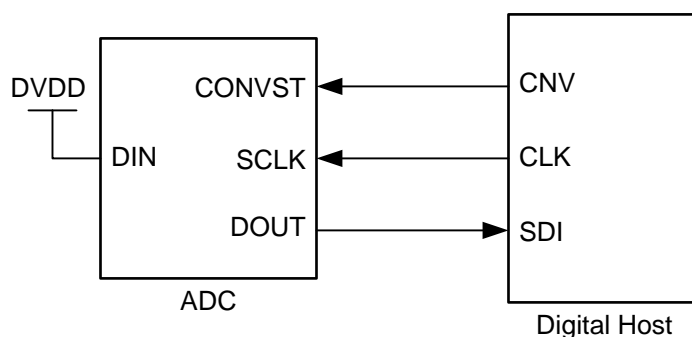 DVDD
DIN
CONVST
SCLK
DOUT
ADC
CNV
CLK
SDI
Digital Host